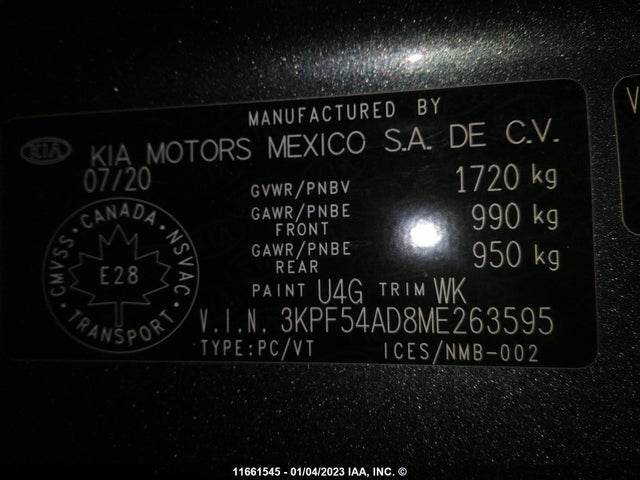 MANUFACTURED BY
KIA
KIA MOTORS MEXICO S.A. DE C.V.
07/20
GVWR/PNBV 1720 kg
GAWR/PNBE FRONT 990 kg
GAWR/PNBE REAR 950 kg
PAINT U4G TRIM WK
V.I.N. 3KPF54AD8ME263595
TYPE:PC/VT ICES/NMB-002
CMVSS · CANADA · NSVAC
E28
TRANSPORT
V
11661545 - 01/04/2023 IAA, INC. ©